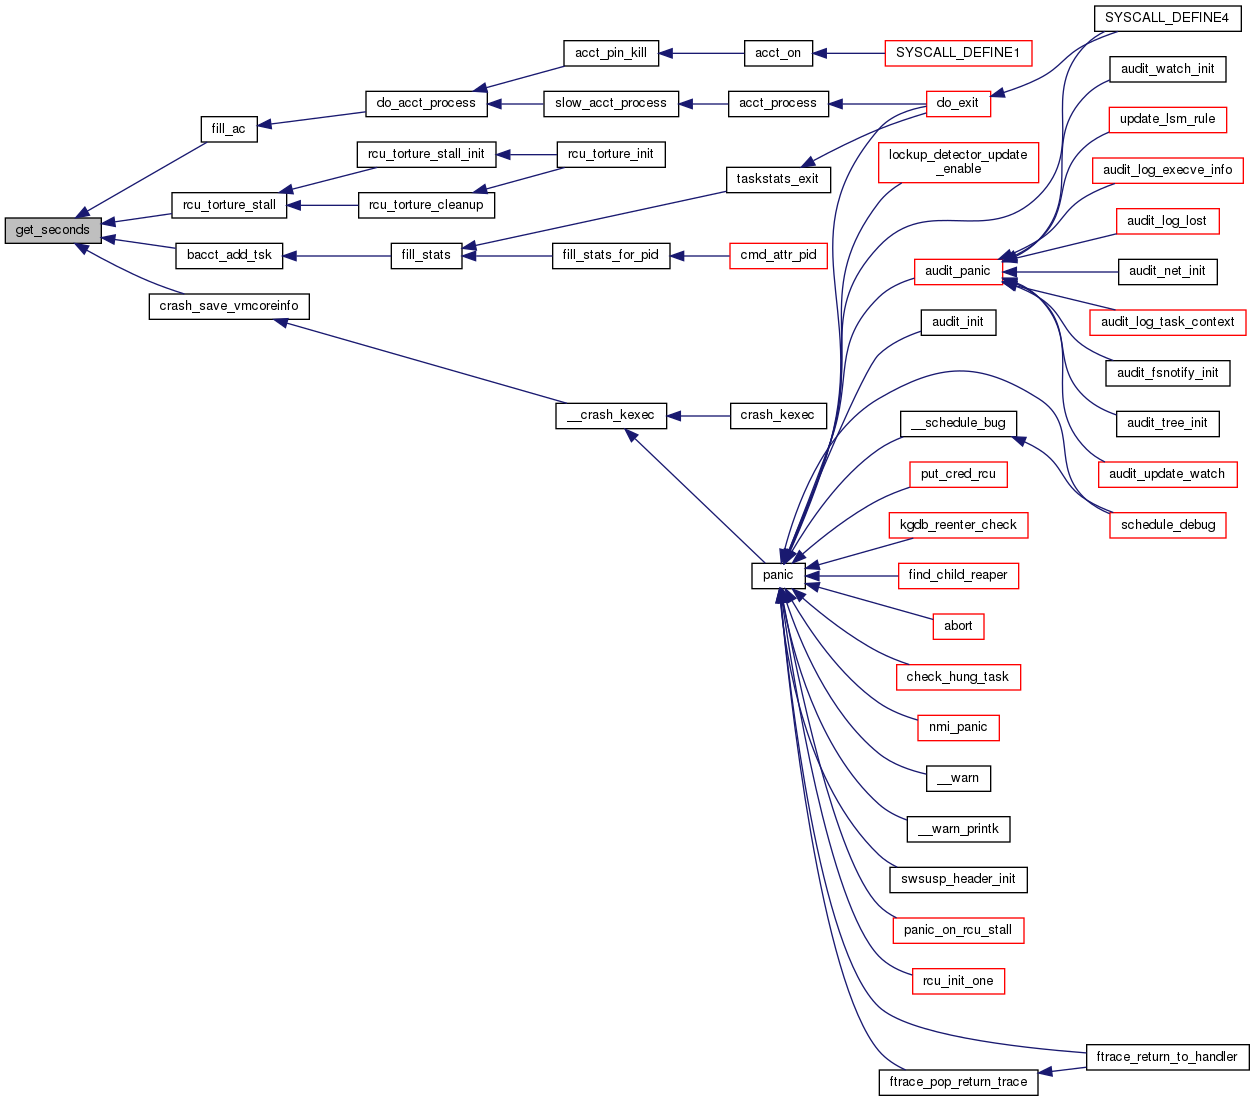 SYSCALL_DEFINE4
acct_pin_kill
acct_on
SYSCALL_DEFINE1
audit_watch_init
do_acct_process
slow_acct_process
acct_process
do_exit
update_lsm_rule
fill_ac
rcu_torture_stall_init
rcu_torture_init
lockup_detector_update
_enable
audit_log_execve_info
taskstats_exit
rcu_torture_stall
rcu_torture_cleanup
audit_log_lost
get_seconds
bacct_add_tsk
fill_stats
fill_stats_for_pid
cmd_attr_pid
audit_panic
audit_net_init
crash_save_vmcoreinfo
audit_init
audit_log_task_context
audit_fsnotify_init
__crash_kexec
crash_kexec
__schedule_bug
audit_tree_init
put_cred_rcu
audit_update_watch
kgdb_reenter_check
schedule_debug
panic
find_child_reaper
abort
check_hung_task
nmi_panic
__warn
__warn_printk
swsusp_header_init
panic_on_rcu_stall
rcu_init_one
ftrace_return_to_handler
ftrace_pop_return_trace